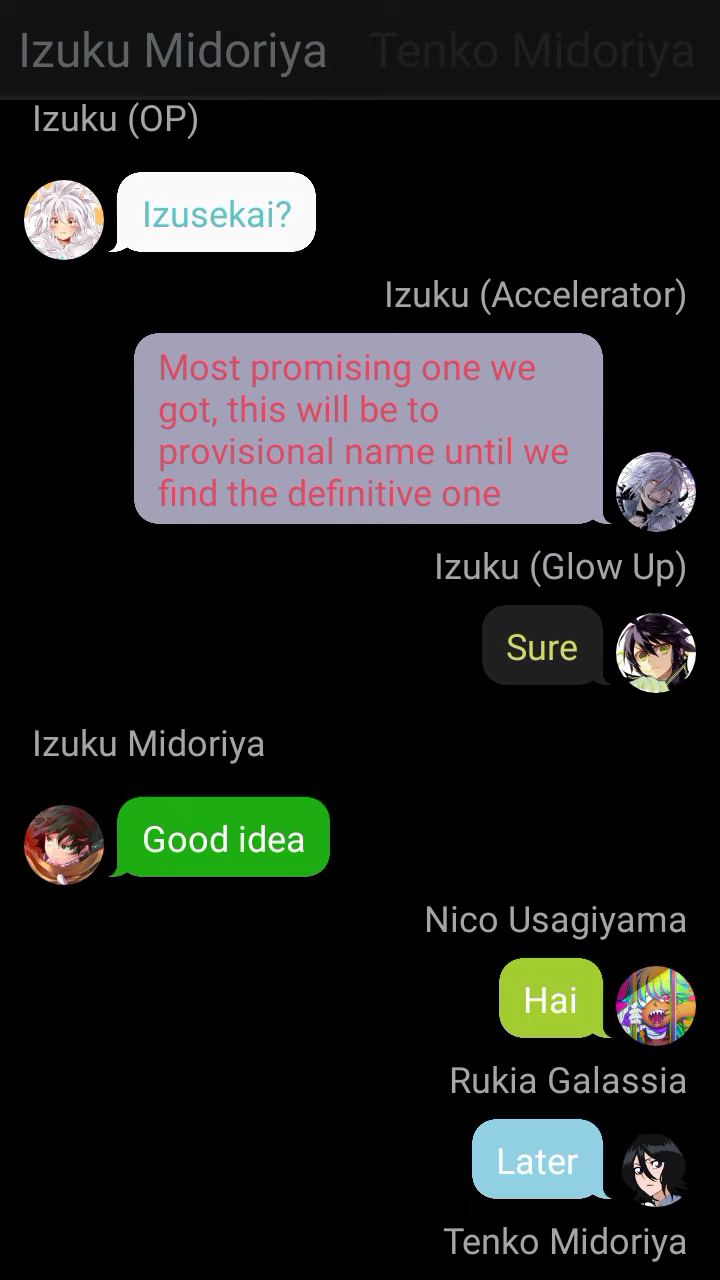 Izuku Midoriya Tenko Midoriya
Izuku (OP)
Izusekai?
Izuku (Accelerator)
Most promising one we
got, this will be to
provisional name until we
find the definitive one
Izuku (Glow Up)
Sure
Izuku Midoriya
Good idea
Nico Usagiyama
Hai
Rukia Galassia
Later
Tenko Midoriya